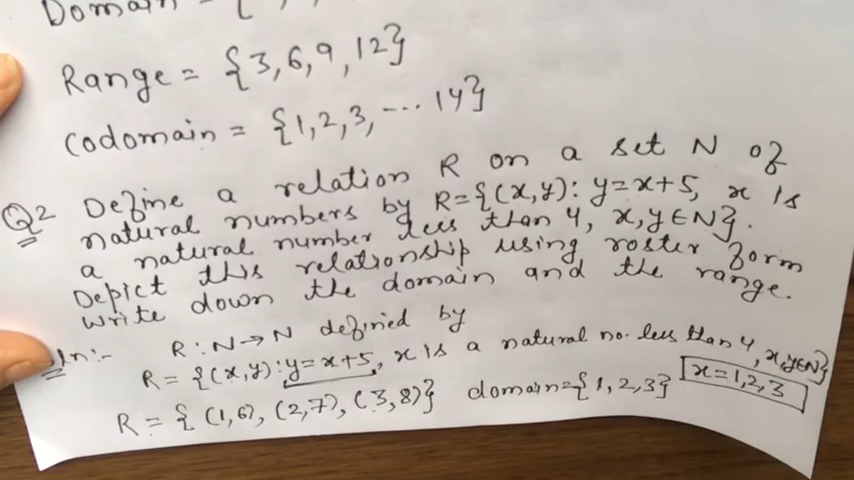 Domain = {
Range = {3, 6, 9, 12}
Codomain = {1, 2, 3, ... 14}
Q2 Define a relation R on a set N of
natural numbers by R = {(x, y): y = x + 5, x is
a natural number less than 4, x, y ∈ N}.
Depict this relationship using roster form
write down the domain and the range.
Soln:- R : N → N defined by
R = {(x, y) : y = x + 5, x is a natural no. less than 4, x, y ∈ N}
R = { (1, 6), (2, 7), (3, 8)} domain = {1, 2, 3} x = 1, 2, 3